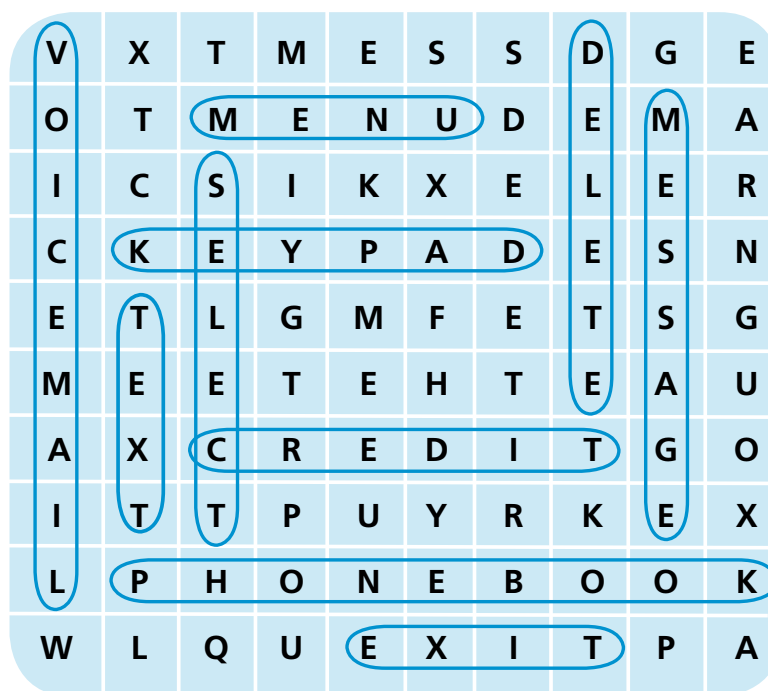 V X T M E S S D G E
O T M E N U D E M A
I C S I K X E L E R
C K E Y P A D E S N
E T L G M F E T S G
M E E T E H T E A U
A X C R E D I T G O
I T T P U Y R K E X
L P H O N E B O O K
W L Q U E X I T P A